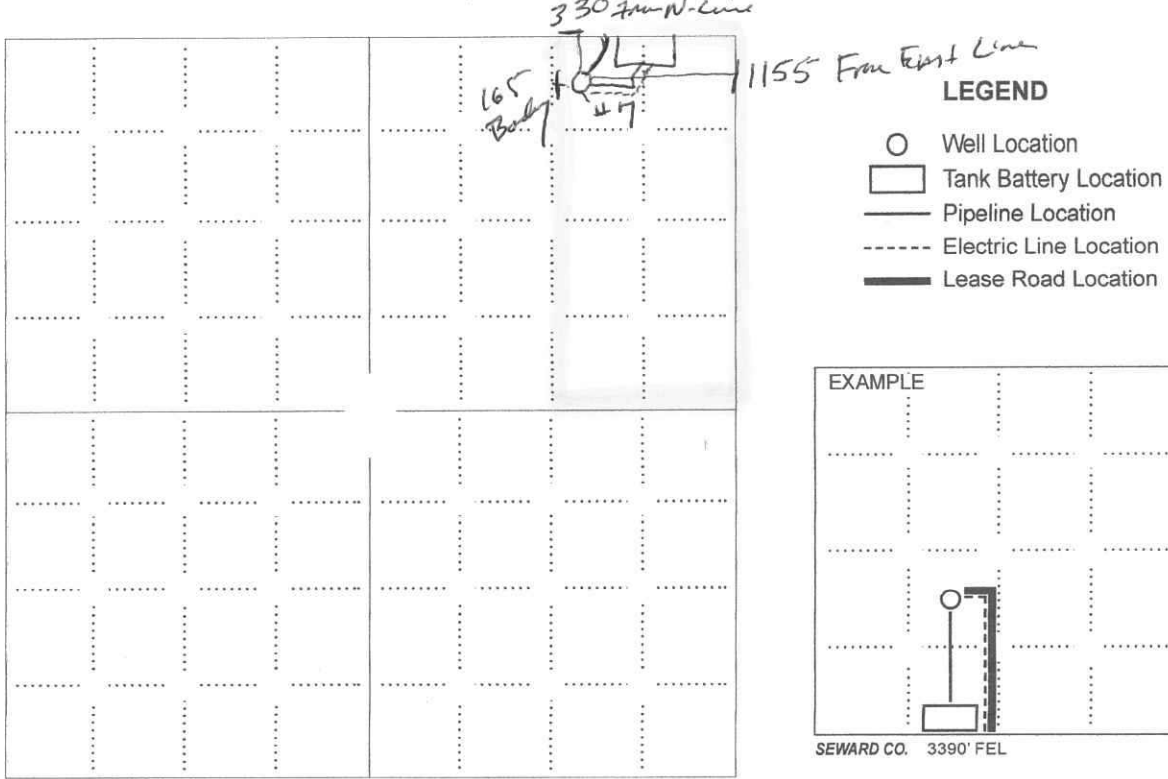 330 From N-Line
1155 From East Line
165
#7
LEGEND
Well Location
Tank Battery Location
Pipeline Location
Electric Line Location
Lease Road Location
EXAMPLE
SEWARD CO. 3390' FEL